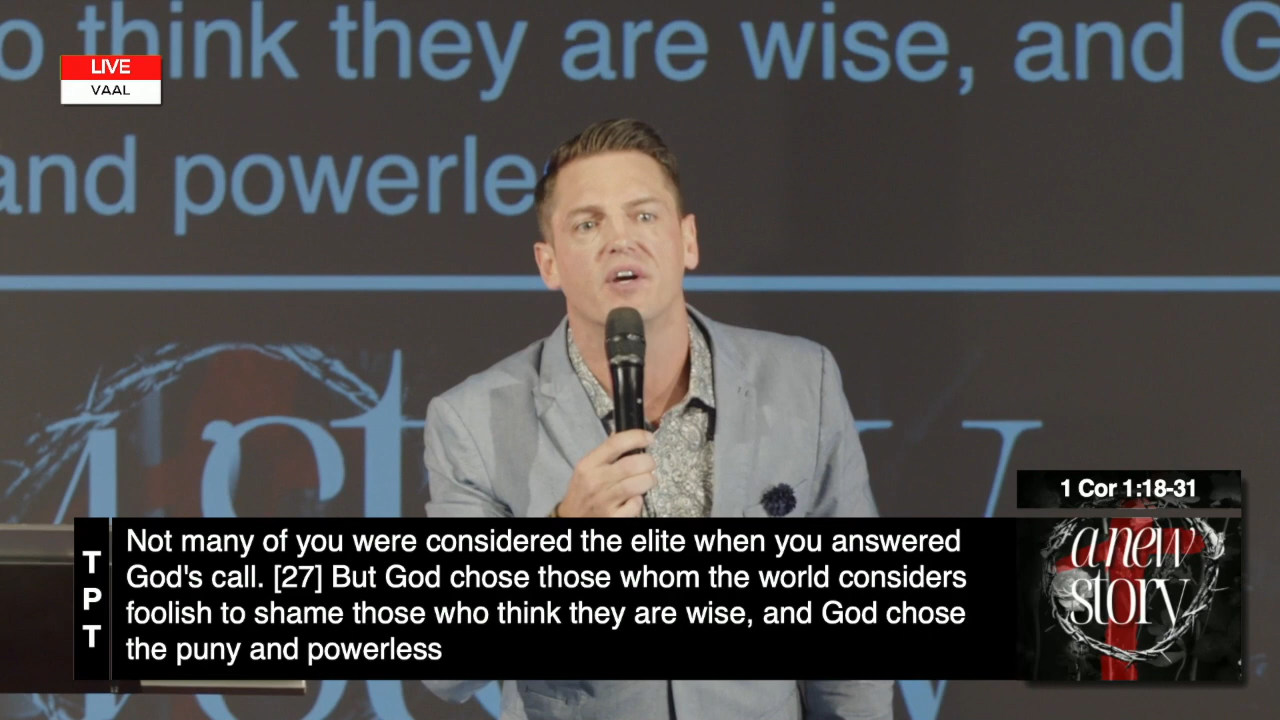 o think they are wise, and G
LIVE
VAAL
and powerle
1 Cor 1:18-31
T
P
T
Not many of you were considered the elite when you answered
God's call. [27] But God chose those whom the world considers
foolish to shame those who think they are wise, and God chose
the puny and powerless
a new
story